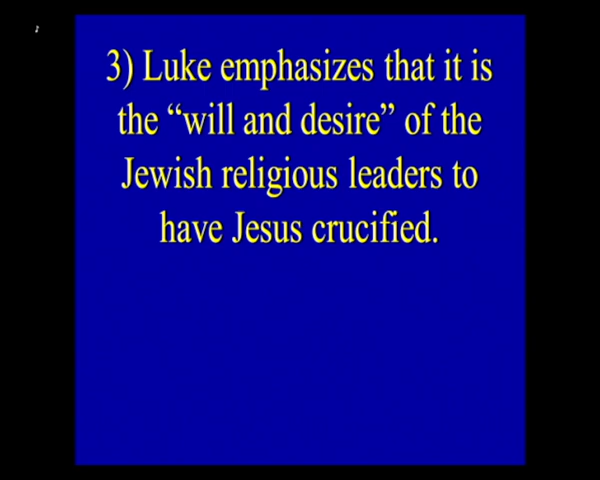 3) Luke emphasizes that it is
the “will and desire” of the
Jewish religious leaders to
have Jesus crucified.